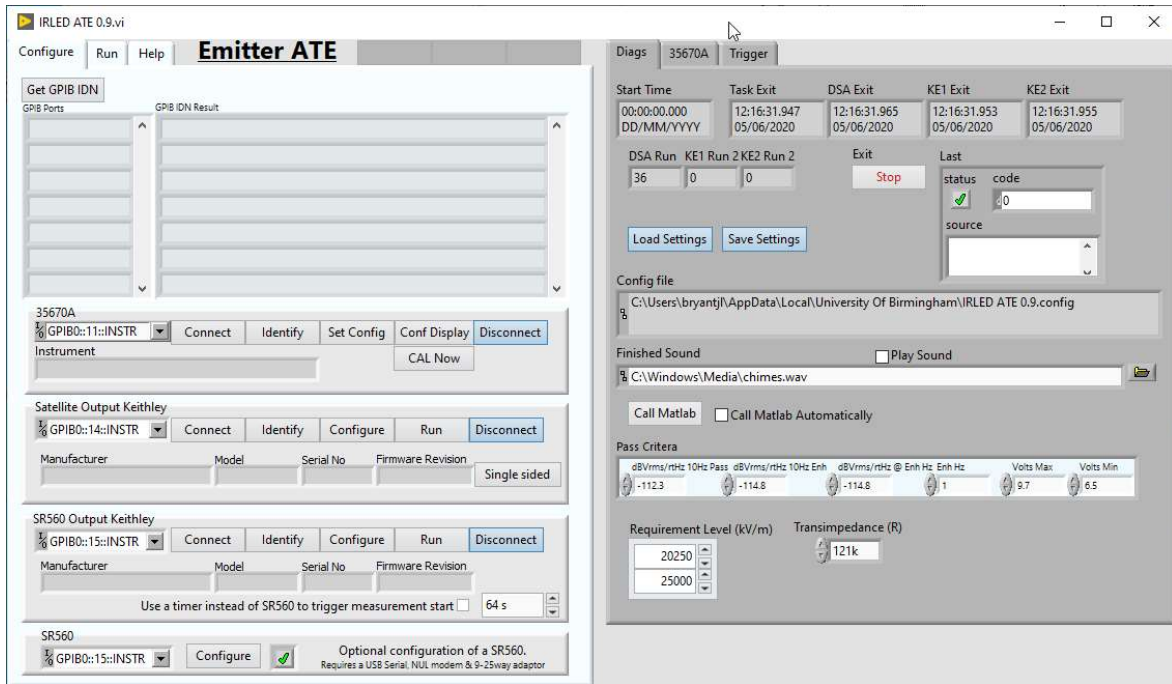 IRLED ATE 0.9.vi
Configure Run Help Emitter ATE
Get GPIB IDN
GPIB Ports GPIB IDN Result
35670A
GPIB0::11::INSTR Connect Identify Set Config Conf Display Disconnect
Instrument CAL Now
Satellite Output Keithley
GPIB0::14::INSTR Connect Identify Configure Run Disconnect
Manufacturer Model Serial No Firmware Revision
Single sided
SR560 Output Keithley
GPIB0::15::INSTR Connect Identify Configure Run Disconnect
Manufacturer Model Serial No Firmware Revision
Use a timer instead of SR560 to trigger measurement start 64 s
SR560
GPIB0::15::INSTR Configure Optional configuration of a SR560.
Requires a USB Serial, NUL modem & 9-25way adaptor
Diags 35670A Trigger
Start Time Task Exit DSA Exit KE1 Exit KE2 Exit
00:00:00.000 12:16:31.947 12:16:31.965 12:16:31.953 12:16:31.955
DD/MM/YYYY 05/06/2020 05/06/2020 05/06/2020 05/06/2020
DSA Run KE1 Run 2 KE2 Run 2 Exit Last
36 0 0 Stop status code
0
source
Load Settings Save Settings
Config file
C:\Users\bryantjl\AppData\Local\University Of Birmingham\IRLED ATE 0.9.config
Finished Sound Play Sound
C:\Windows\Media\chimes.wav
Call Matlab Call Matlab Automatically
Pass Critera
dBVrms/rtHz 10Hz Pass dBVrms/rtHz 10Hz Enh dBVrms/rtHz @ Enh Hz Enh Hz Volts Max Volts Min
-112.3 -114.8 -114.8 1 9.7 6.5
Requirement Level (kV/m) Transimpedance (R)
20250 121k
25000